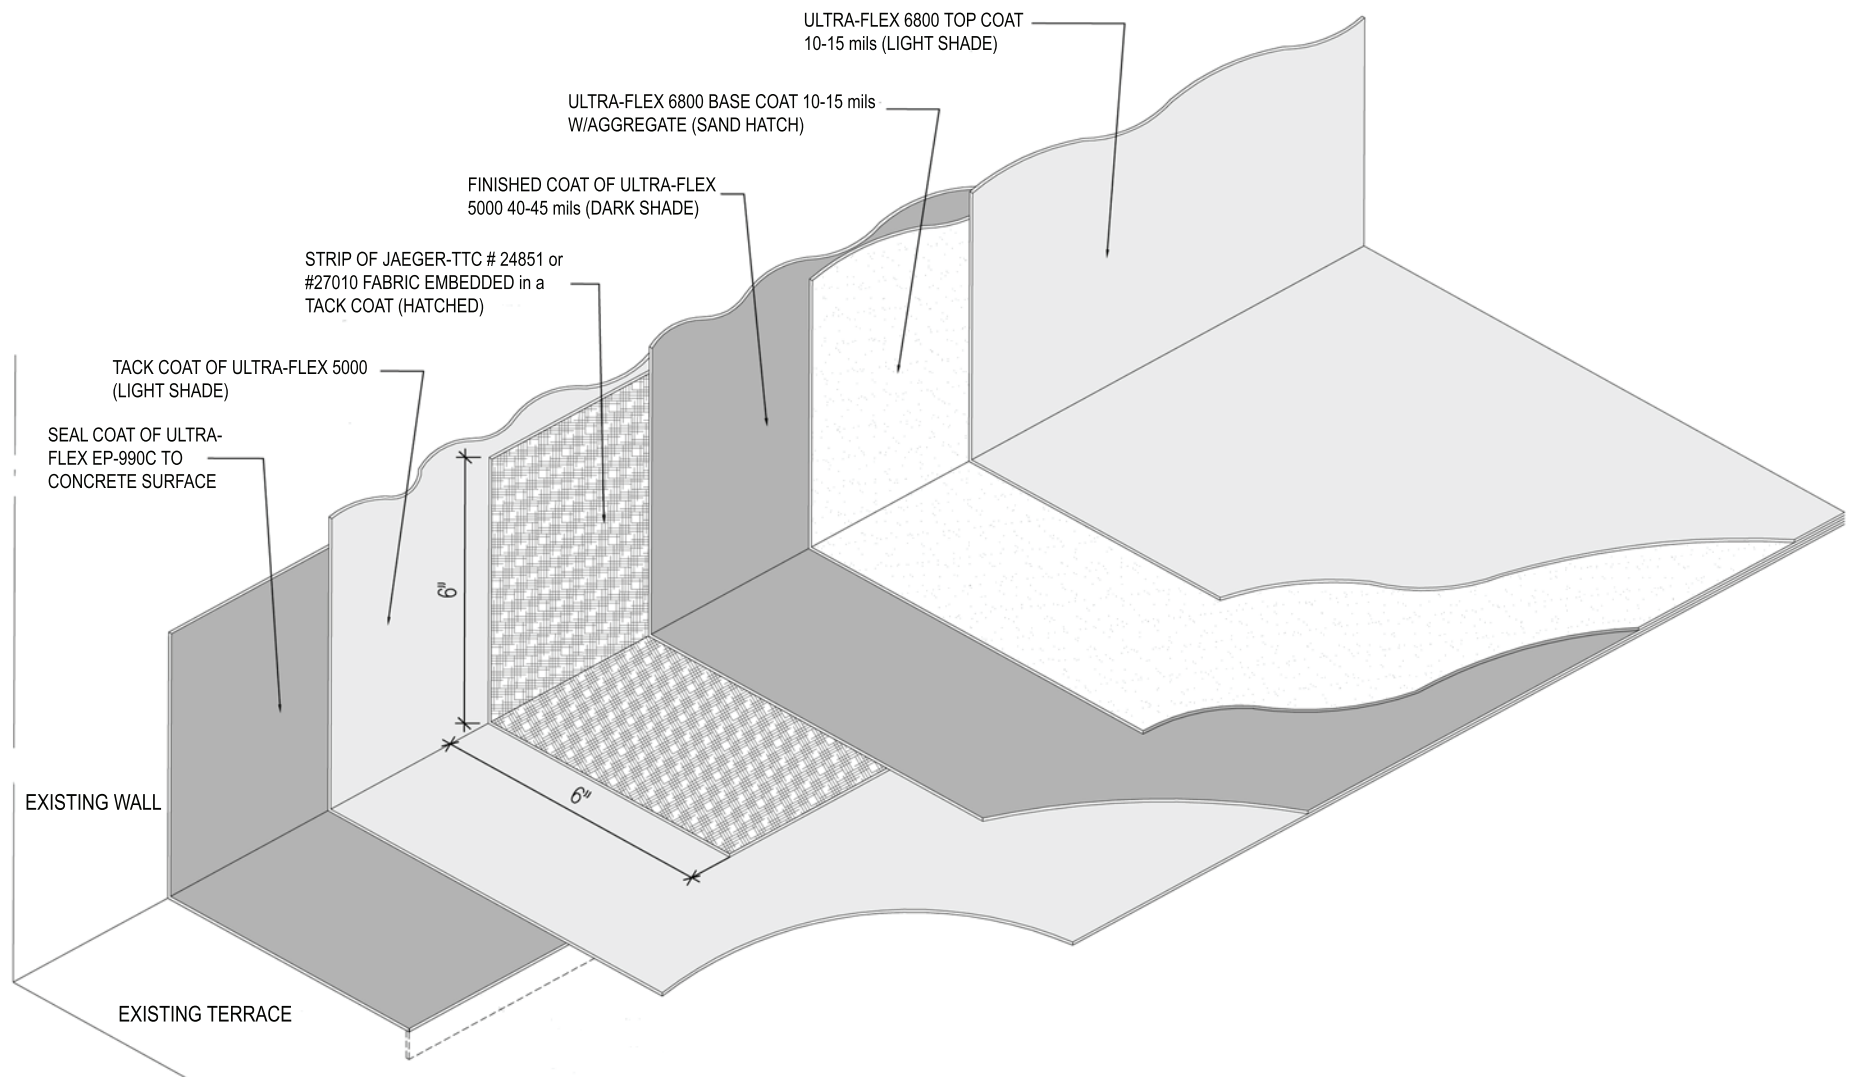 ULTRA-FLEX 6800 TOP COAT
10-15 mils (LIGHT SHADE)
ULTRA-FLEX 6800 BASE COAT 10-15 mils
W/AGGREGATE (SAND HATCH)
FINISHED COAT OF ULTRA-FLEX
5000 40-45 mils (DARK SHADE)
STRIP OF JAEGER-TTC # 24851 or
#27010 FABRIC EMBEDDED in a
TACK COAT (HATCHED)
TACK COAT OF ULTRA-FLEX 5000
(LIGHT SHADE)
SEAL COAT OF ULTRA-
FLEX EP-990C TO
CONCRETE SURFACE
6"
6"
EXISTING WALL
EXISTING TERRACE